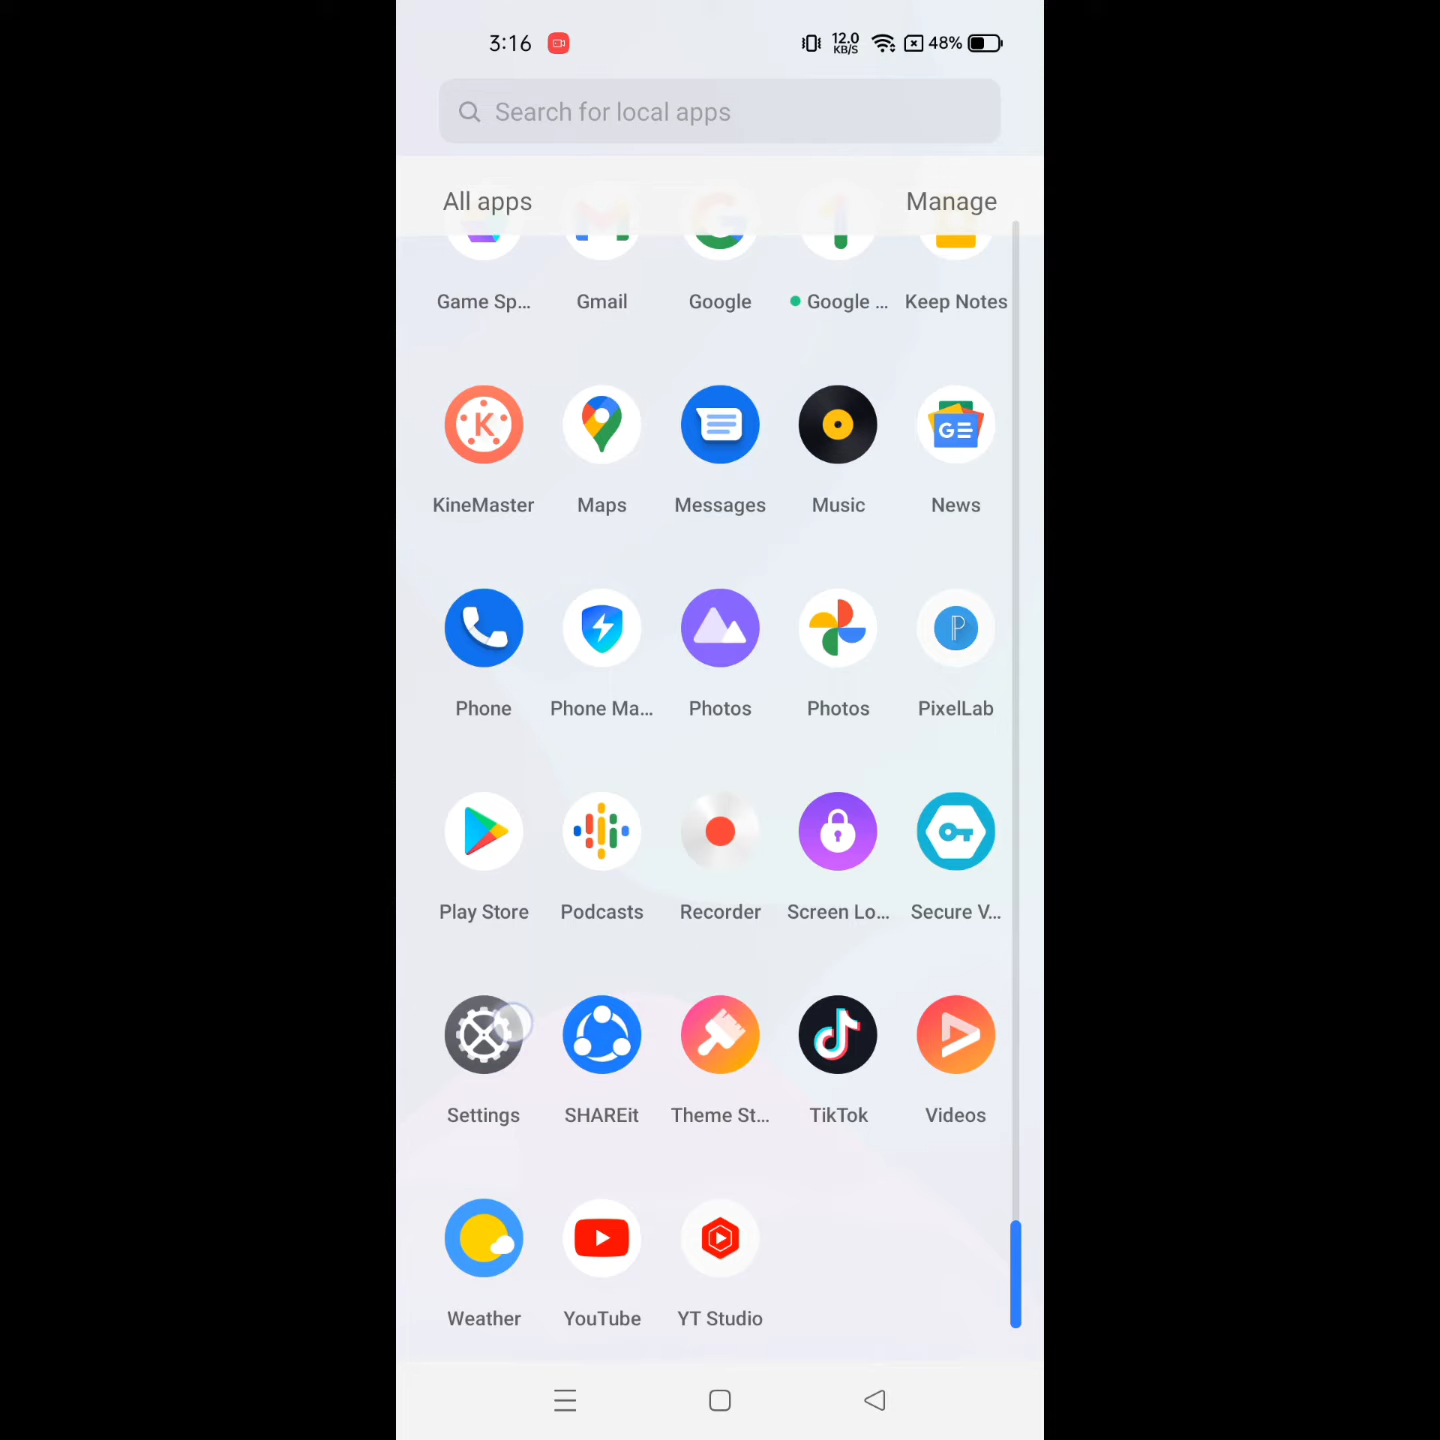 3:16 12.0 KB/S 48%
Search for local apps
All apps Manage
Game Sp... Gmail Google Google ... Keep Notes
KineMaster Maps Messages Music News
Phone Phone Ma... Photos Photos PixelLab
Play Store Podcasts Recorder Screen Lo... Secure V...
Settings SHAREit Theme St... TikTok Videos
Weather YouTube YT Studio